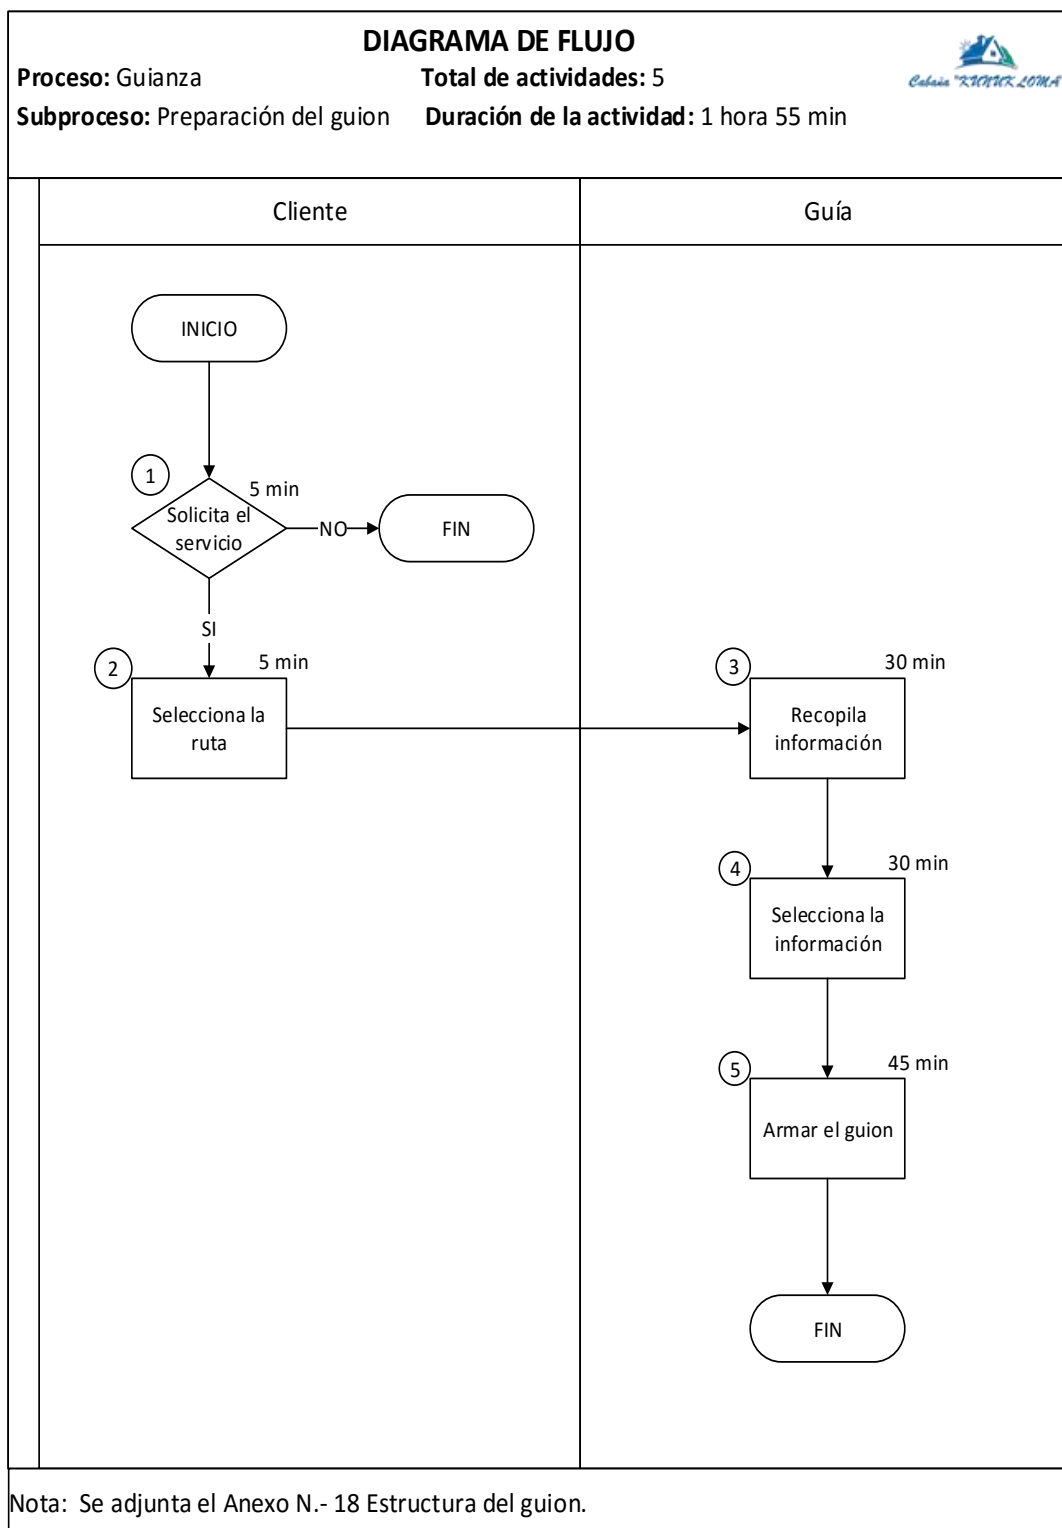 DIAGRAMA DE FLUJO
Proceso: Guianza Total de actividades: 5
Cabaña "KUNUK LOMA"
Subproceso: Preparación del guion Duración de la actividad: 1 hora 55 min
Cliente
Guía
INICIO
1
5 min
Solicita el
servicio
NO
FIN
SI
2
5 min
Selecciona la
ruta
3
30 min
Recopila
información
4
30 min
Selecciona la
información
5
45 min
Armar el guion
FIN
Nota: Se adjunta el Anexo N.- 18 Estructura del guion.